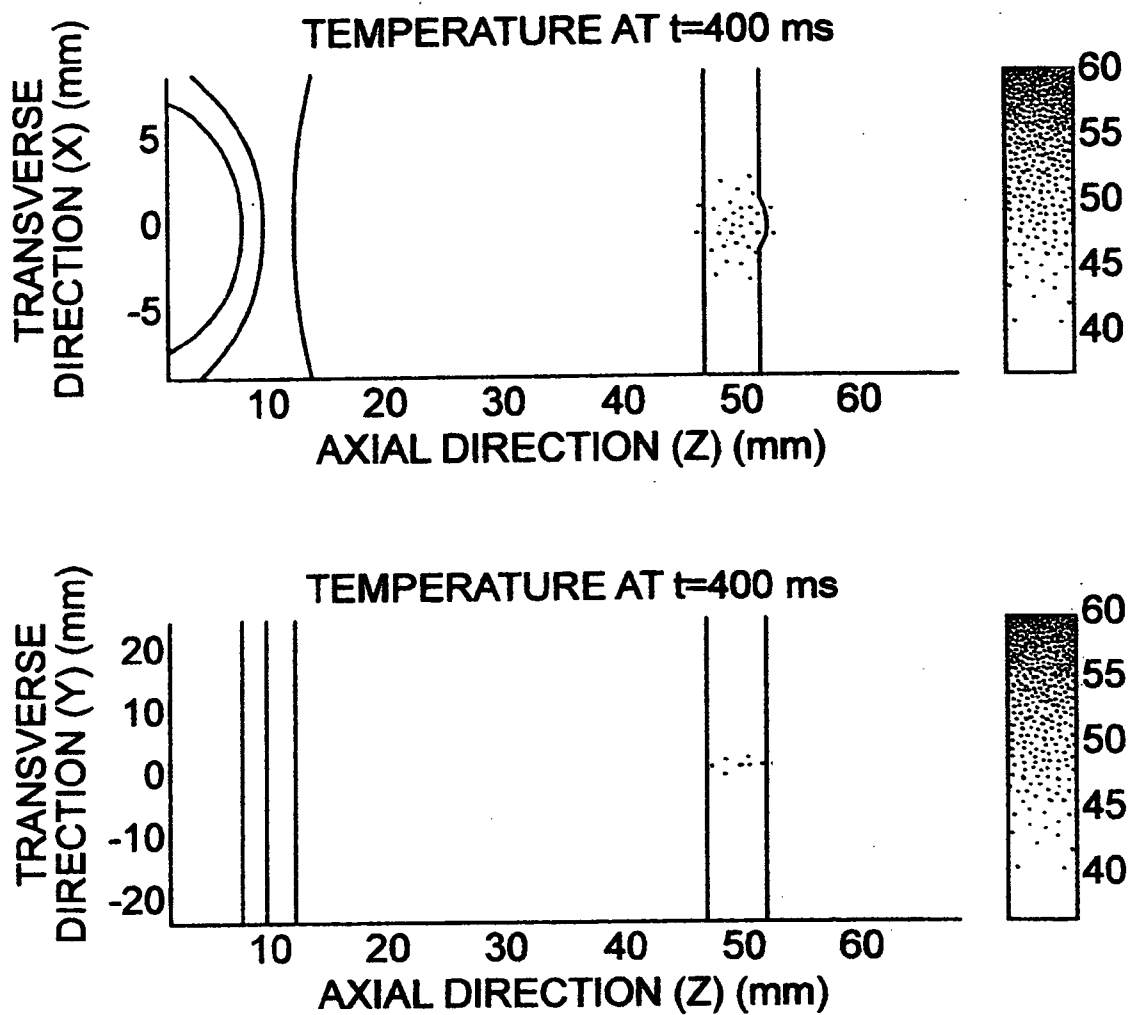 TEMPERATURE AT t=400 ms
TRANSVERSE
DIRECTION (X) (mm)
5
0
-5
10 20 30 40 50 60
AXIAL DIRECTION (Z) (mm)
60
55
50
45
40
TEMPERATURE AT t=400 ms
TRANSVERSE
DIRECTION (Y) (mm)
20
10
0
-10
-20
10 20 30 40 50 60
AXIAL DIRECTION (Z) (mm)
60
55
50
45
40